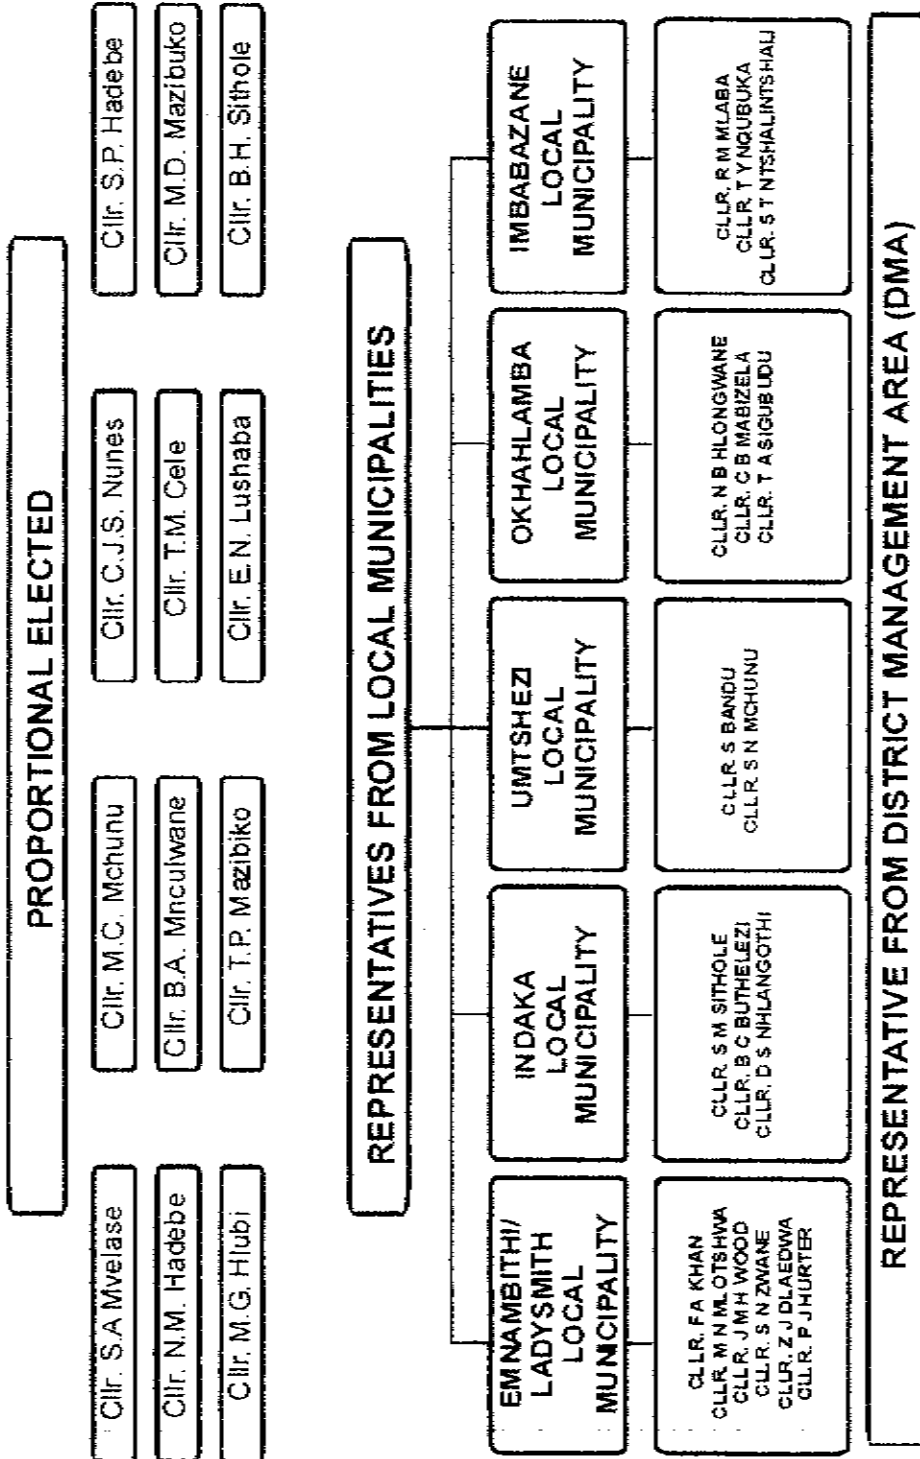 PROPORTIONAL ELECTED
Cllr. S.A Mvelase
Cllr. M.C. Mchunu
Cllr. C.J.S. Nunes
Cllr. S.P. Hadebe
Cllr. N.M. Hadebe
Cllr. B.A. Mnculwane
Cllr. T.M. Cele
Cllr. M.D. Mazibuko
Cllr. M.G. Hlubi
Cllr. T.P. Mazibiko
Cllr. E.N. Lushaba
Cllr. B.H. Sithole
REPRESENTATIVES FROM LOCAL MUNICIPALITIES
EMNAMBITHI/
LADYSMITH
LOCAL
MUNICIPALITY
INDAKA
LOCAL
MUNICIPALITY
UMTSHEZI
LOCAL
MUNICIPALITY
OKHAHLAMBA
LOCAL
MUNICIPALITY
IMBABAZANE
LOCAL
MUNICIPALITY
CLLR. F A KHAN
CLLR. M N MLOTSHWA
CLLR. J M H WOOD
CLLR. S N ZWANE
CLLR. Z J DLAEDWA
CLLR. P J HURTER
CLLR. S M SITHOLE
CLLR. B C BUTHELEZI
CLLR. D S NHLANGOTHI
CLLR. S BANDU
CLLR. S N MCHUNU
CLLR. N B HLONGWANE
CLLR. C B MABIZELA
CLLR. T A SIGUBUDU
CLLR. R M MLABA
CLLR. T Y NQUBUKA
CLLR. S T NTSHALINTSHALI
REPRESENTATIVE FROM DISTRICT MANAGEMENT AREA (DMA)